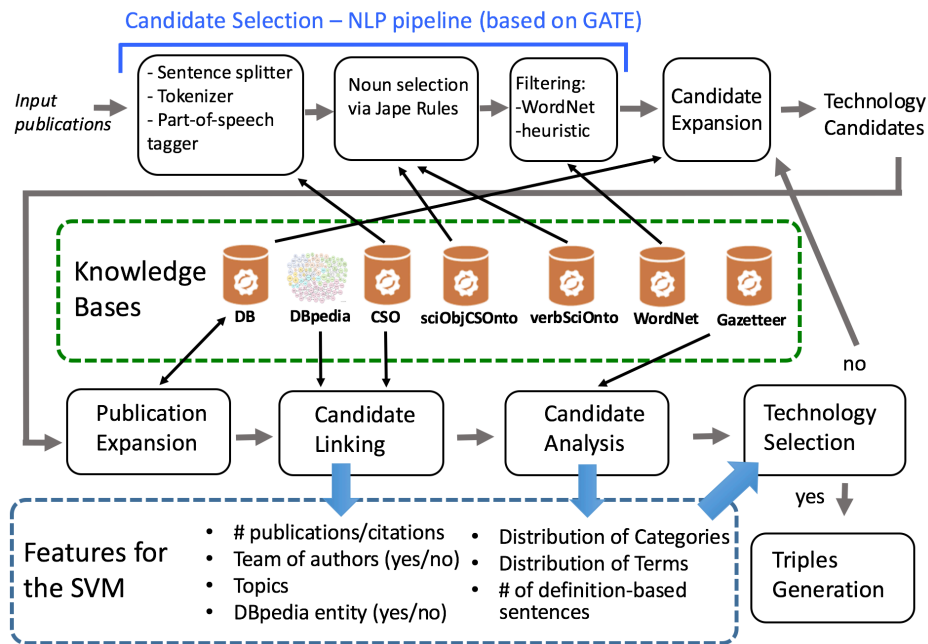 Candidate Selection – NLP pipeline (based on GATE)
Input
publications
- Sentence splitter
- Tokenizer
- Part-of-speech
tagger
Noun selection
via Jape Rules
Filtering:
-WordNet
-heuristic
Candidate
Expansion
Technology
Candidates
Knowledge
Bases
DB
DBpedia
CSO
sciObjCSOnto
verbSciOnto
WordNet
Gazetteer
no
Publication
Expansion
Candidate
Linking
Candidate
Analysis
Technology
Selection
yes
Features for
the SVM
• # publications/citations
• Team of authors (yes/no)
• Topics
• DBpedia entity (yes/no)
• Distribution of Categories
• Distribution of Terms
• # of definition-based
sentences
Triples
Generation